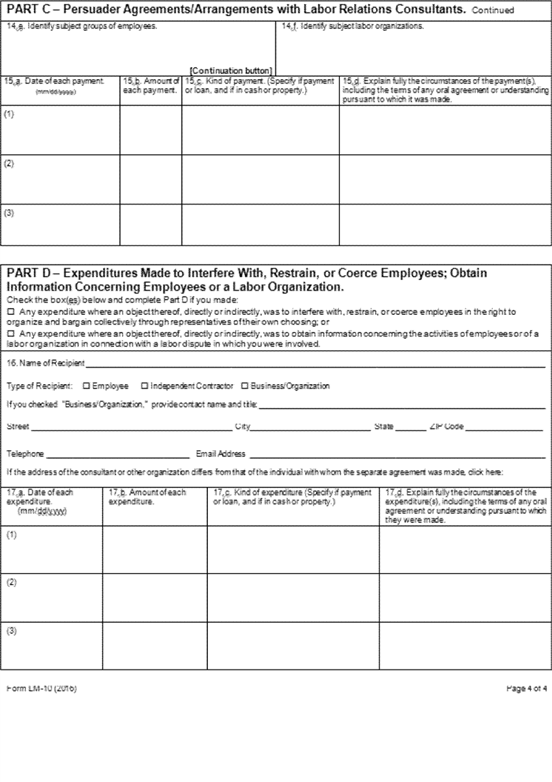 PART C – Persuader Agreements/Arrangements with Labor Relations Consultants. Continued
14.e. Identify subject groups of employees.
14.f. Identify subject labor organizations.
[Continuation button]
15.a. Date of each payment.
(mm/dd/yyyy)
15.b. Amount of
each payment.
15.c. Kind of payment. (Specify if payment
or loan, and if in cash or property.)
15.d. Explain fully the circumstances of the payment(s),
including the terms of any oral agreement or understanding
pursuant to which it was made.
(1)
(2)
(3)
PART D – Expenditures Made to Interfere With, Restrain, or Coerce Employees; Obtain
Information Concerning Employees or a Labor Organization.
Check the box(es) below and complete Part D if you made:
☐ Any expenditure where an object thereof, directly or indirectly, was to interfere with, restrain, or coerce employees in the right to
organize and bargain collectively through representatives of their own choosing; or
☐ Any expenditure where an object thereof, directly or indirectly, was to obtain information concerning the activities of employees or of a
labor organization in connection with a labor dispute in which you were involved.
16. Name of Recipient
Type of Recipient: ☐ Employee ☐ Independent Contractor ☐ Business/Organization
If you checked "Business/Organization," provide contact name and title:
Street City State ZIP Code
Telephone Email Address
If the address of the consultant or other organization differs from that of the individual with whom the separate agreement was made, click here:
17.a. Date of each
expenditure.
(mm/dd/yyyy)
17.b. Amount of each
expenditure.
17.c. Kind of expenditure (Specify if payment
or loan, and if in cash or property.)
17.d. Explain fully the circumstances of the
expenditure(s), including the terms of any oral
agreement or understanding pursuant to which
they were made.
(1)
(2)
(3)
Form LM-10 (2016)
Page 4 of 4